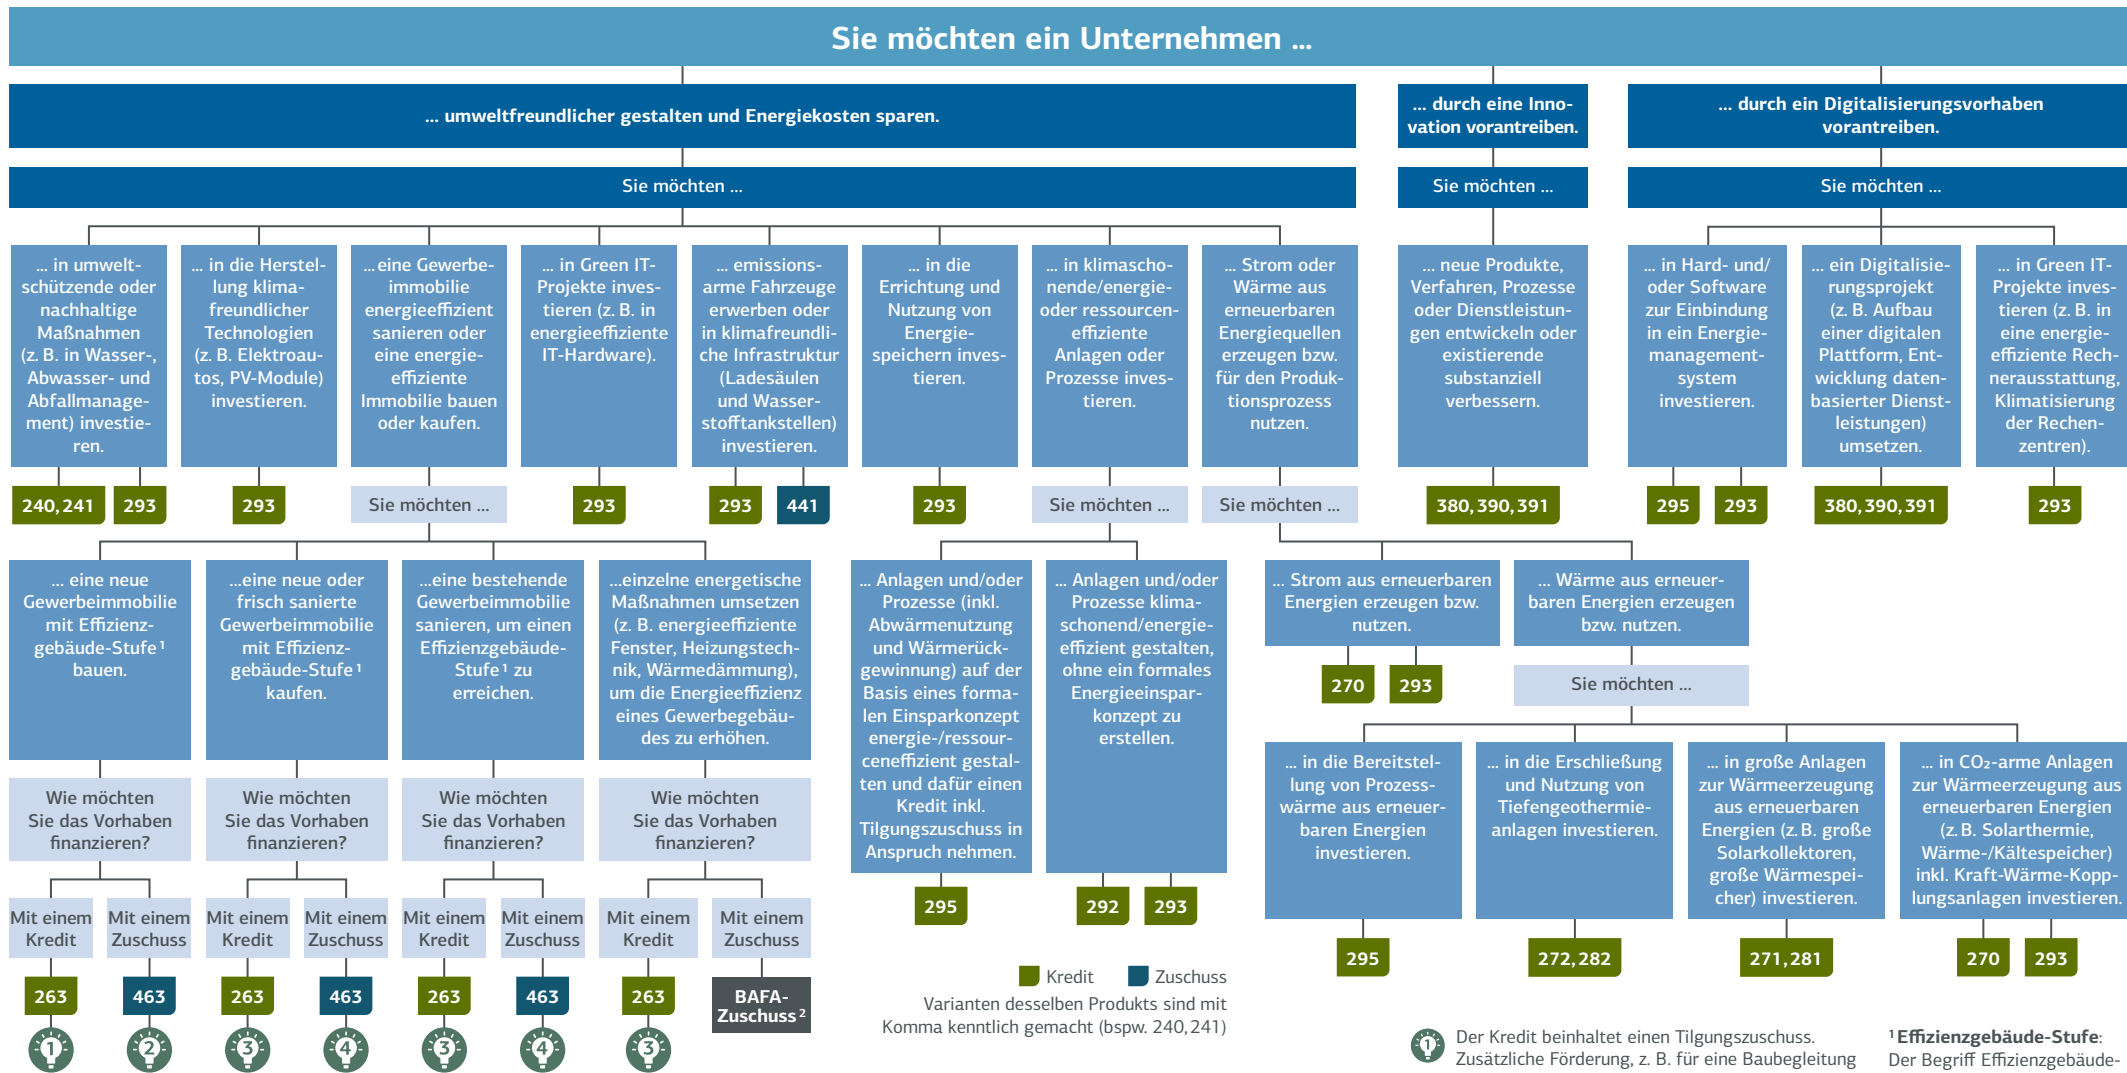 Sie möchten ein Unternehmen ...
... umweltfreundlicher gestalten und Energiekosten sparen.
... durch eine Inno-
vation vorantreiben.
... durch ein Digitalisierungsvorhaben
vorantreiben.
Sie möchten ...
Sie möchten ...
Sie möchten ...
... in umwelt-
schützende oder
nachhaltige
Maßnahmen
(z. B. in Wasser-,
Abwasser- und
Abfallmanage-
ment) investie-
ren.
... in die Herstel-
lung klima-
freundlicher
Technologien
(z. B. Elektroau-
tos, PV-Module)
investieren.
...eine Gewerbe-
immobilie
energieeffizient
sanieren oder
eine energie-
effiziente
Immobilie bauen
oder kaufen.
... in Green IT-
Projekte inves-
tieren (z. B. in
energieeffiziente
IT-Hardware).
... emissions-
arme Fahrzeuge
erwerben oder
in klimafreundli-
che Infrastruktur
(Ladesäulen
und Wasser-
stofftankstellen)
investieren.
... in die
Errichtung und
Nutzung von
Energie-
speichern inves-
tieren.
... in klimascho-
nende/energie-
oder ressourcen-
effiziente
Anlagen oder
Prozesse inves-
tieren.
... Strom oder
Wärme aus
erneuerbaren
Energiequellen
erzeugen bzw.
für den Produk-
tionsprozess
nutzen.
... neue Produkte,
Verfahren, Prozesse
oder Dienstleistun-
gen entwickeln oder
existierende
substanziell
verbessern.
... in Hard- und/
oder Software
zur Einbindung
in ein Energie-
management-
system
investieren.
... ein Digitalisie-
rungsprojekt
(z. B. Aufbau
einer digitalen
Plattform, Ent-
wicklung daten-
basierter Dienst-
leistungen)
umsetzen.
... in Green IT-
Projekte inves-
tieren (z. B. in
eine energie-
effiziente Rech-
nerausstattung,
Klimatisierung
der Rechen-
zentren).
240, 241
293
293
Sie möchten ...
293
293
441
293
Sie möchten ...
Sie möchten ...
380, 390, 391
295
293
380, 390, 391
293
... eine neue
Gewerbeimmobilie
mit Effizienz-
gebäude-Stufe ¹
bauen.
...eine neue oder
frisch sanierte
Gewerbeimmobilie
mit Effizienz-
gebäude-Stufe ¹
kaufen.
...eine bestehende
Gewerbeimmobilie
sanieren, um einen
Effizienzgebäude-
Stufe ¹ zu
erreichen.
...einzelne energetische
Maßnahmen umsetzen
(z. B. energieeffiziente
Fenster, Heizungstech-
nik, Wärmedämmung),
um die Energieeffizienz
eines Gewerbegebäu-
des zu erhöhen.
... Anlagen und/oder
Prozesse (inkl.
Abwärmenutzung
und Wärmerück-
gewinnung) auf der
Basis eines forma-
len Einsparkonzept
energie-/ressour-
ceneffizient gestal-
ten und dafür einen
Kredit inkl.
Tilgungszuschuss in
Anspruch nehmen.
... Anlagen und/oder
Prozesse klima-
schonend/energie-
effizient gestalten,
ohne ein formales
Energieeinspar-
konzept zu
erstellen.
... Strom aus erneuerbaren
Energien erzeugen bzw.
nutzen.
... Wärme aus erneuer-
baren Energien erzeugen
bzw. nutzen.
270
293
Sie möchten ...
... in die Bereitstel-
lung von Prozess-
wärme aus erneuer-
baren Energien
investieren.
... in die Erschließung
und Nutzung von
Tiefengeothermie-
anlagen investieren.
... in große Anlagen
zur Wärmeerzeugung
aus erneuerbaren
Energien (z. B. große
Solarkollektoren,
große Wärmespei-
cher) investieren.
... in CO₂-arme Anlagen
zur Wärmeerzeugung aus
erneuerbaren Energien
(z. B. Solarthermie,
Wärme-/Kältespeicher)
inkl. Kraft-Wärme-Kopp-
lungsanlagen investieren.
Wie möchten
Sie das Vorhaben
finanzieren?
Wie möchten
Sie das Vorhaben
finanzieren?
Wie möchten
Sie das Vorhaben
finanzieren?
Wie möchten
Sie das Vorhaben
finanzieren?
Mit einem
Kredit
Mit einem
Zuschuss
Mit einem
Kredit
Mit einem
Zuschuss
Mit einem
Kredit
Mit einem
Zuschuss
Mit einem
Kredit
Mit einem
Zuschuss
295
292
293
295
272, 282
271, 281
270
293
263
463
263
463
263
463
263
BAFA-
Zuschuss ²
1
2
3
4
3
4
3
Kredit
Zuschuss
Varianten desselben Produkts sind mit
Komma kenntlich gemacht (bspw. 240, 241)
1
Der Kredit beinhaltet einen Tilgungszuschuss.
Zusätzliche Förderung, z. B. für eine Baubegleitung
¹ Effizienzgebäude-Stufe:
Der Begriff Effizienzgebäude-